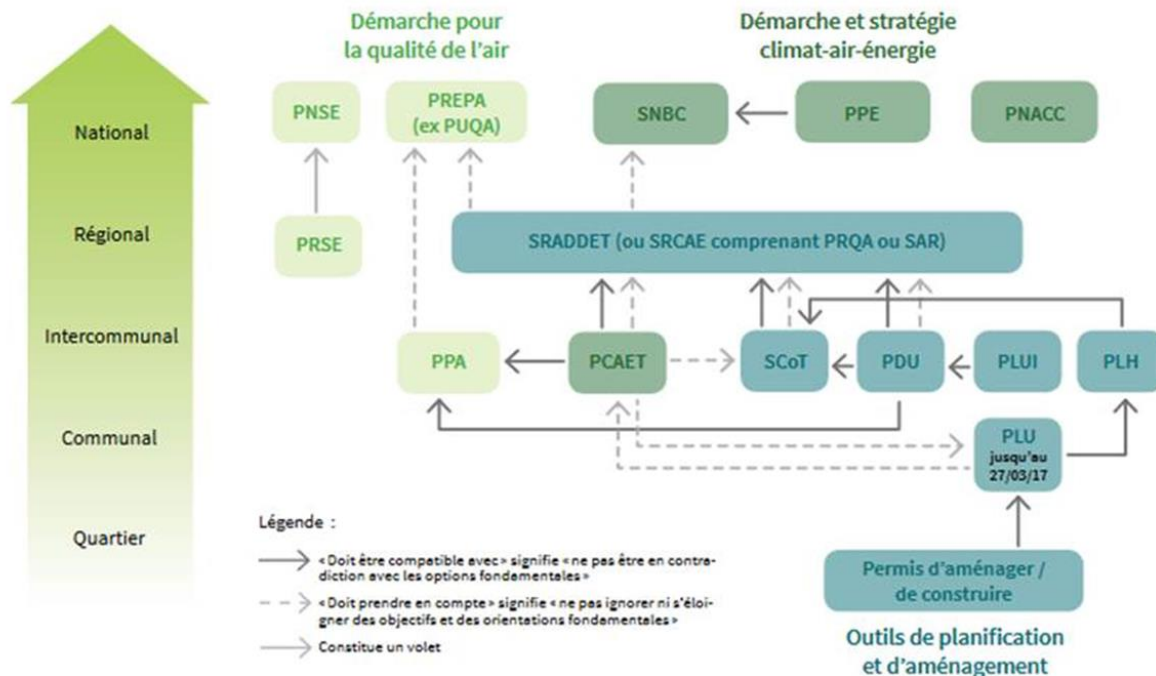 Démarche pour
la qualité de l'air
Démarche et stratégie
climat-air-énergie
National
PNSE
PREPA
(ex PUQA)
SNBC
PPE
PNACC
Régional
PRSE
SRADDET (ou SRCAE comprenant PRQA ou SAR)
Intercommunal
PPA
PCAET
SCoT
PDU
PLUI
PLH
Communal
PLU
jusqu'au
27/03/17
Quartier
Légende :
« Doit être compatible avec » signifie « ne pas être en contra-
diction avec les options fondamentales »
« Doit prendre en compte » signifie « ne pas ignorer ni s'éloi-
gner des objectifs et des orientations fondamentales »
Constitue un volet
Permis d'aménager /
de construire
Outils de planification
et d'aménagement